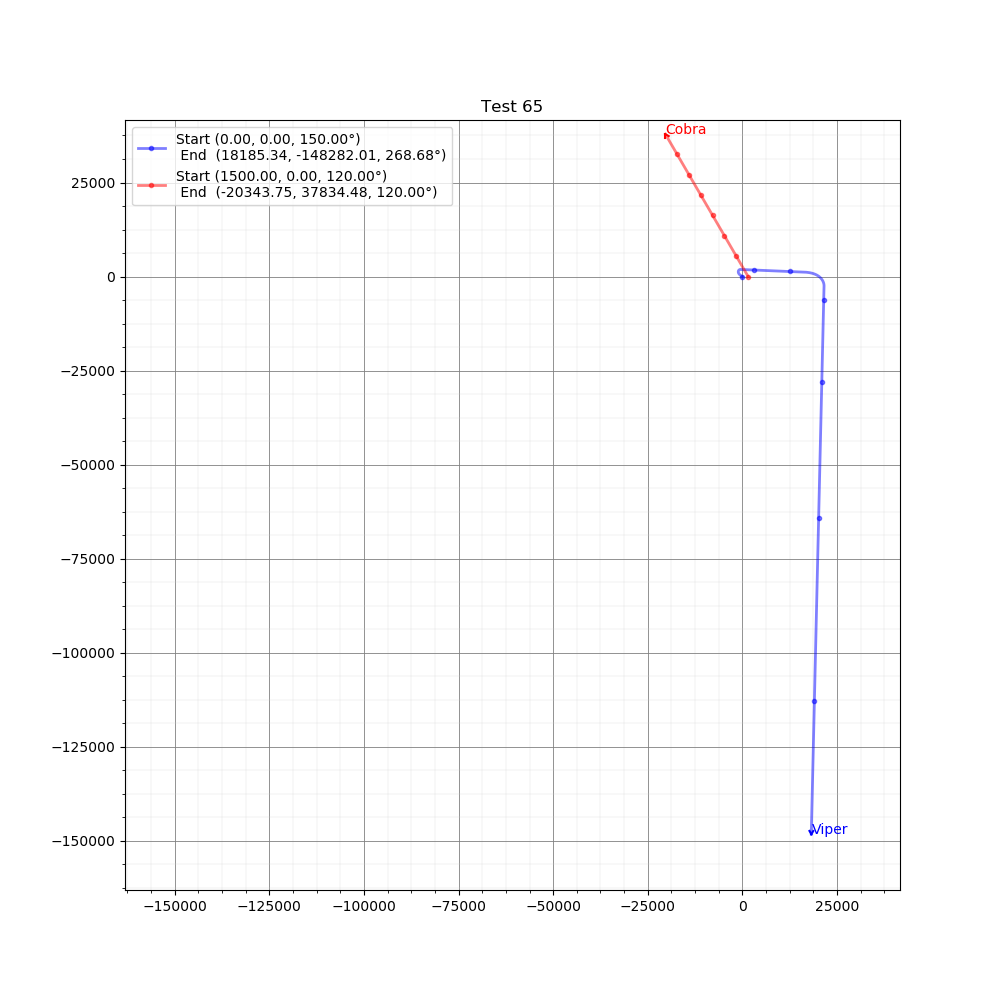 Test 65
Start (0.00, 0.00, 150.00°)
End (18185.34, -148282.01, 268.68°)
Start (1500.00, 0.00, 120.00°)
End (-20343.75, 37834.48, 120.00°)
Cobra
25000
0
−25000
−50000
−75000
−100000
−125000
−150000
Viper
−150000 −125000 −100000 −75000 −50000 −25000 0 25000